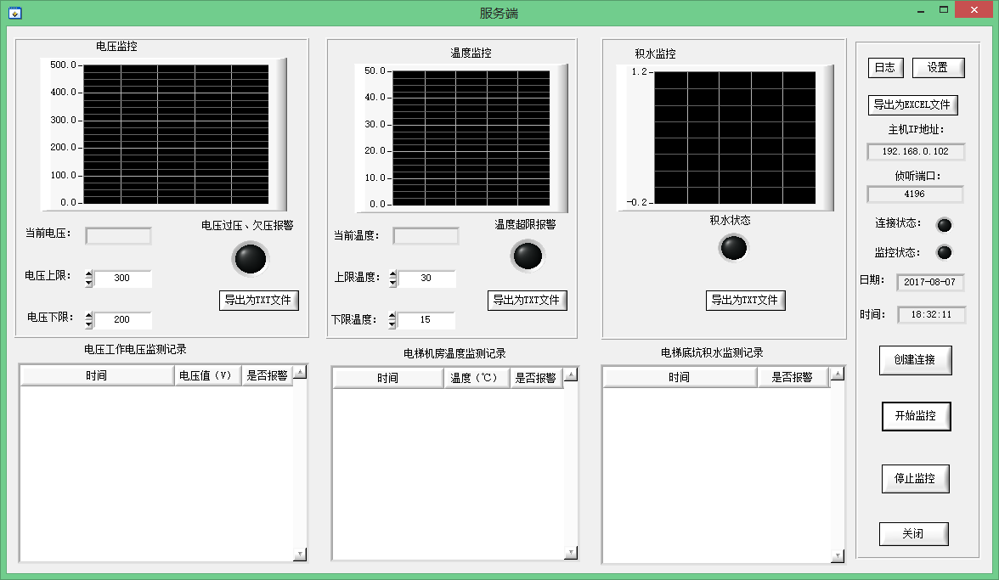 服务端
电压监控
500.0
400.0
300.0
200.0
100.0
0.0
当前电压：
电压过压、欠压报警
电压上限：
300
电压下限：
200
导出为TXT文件
温度监控
50.0
40.0
30.0
20.0
10.0
0.0
当前温度：
温度超限报警
上限温度：
30
下限温度：
15
导出为TXT文件
积水监控
1.2
-0.2
积水状态
导出为TXT文件
电压工作电压监测记录
时间 电压值（V） 是否报警
电梯机房温度监测记录
时间 温度（℃） 是否报警
电梯底坑积水监测记录
时间 是否报警
日志 设置
导出为EXCEL文件
主机IP地址：
192.168.0.102
侦听端口：
4196
连接状态：
监控状态：
日期： 2017-08-07
时间： 18:32:11
创建连接
开始监控
停止监控
关闭